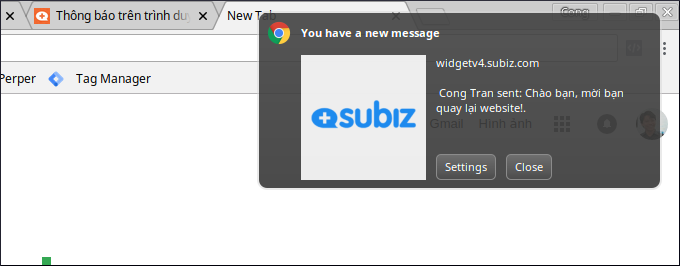 Thông báo trên trình duy
New Tab
Cong
You have a new message
Perper
Tag Manager
widgetv4.subiz.com
Cong Tran sent: Chào bạn, mời bạn
quay lại website!.
subiz
Gmail
Hình ảnh
Settings
Close